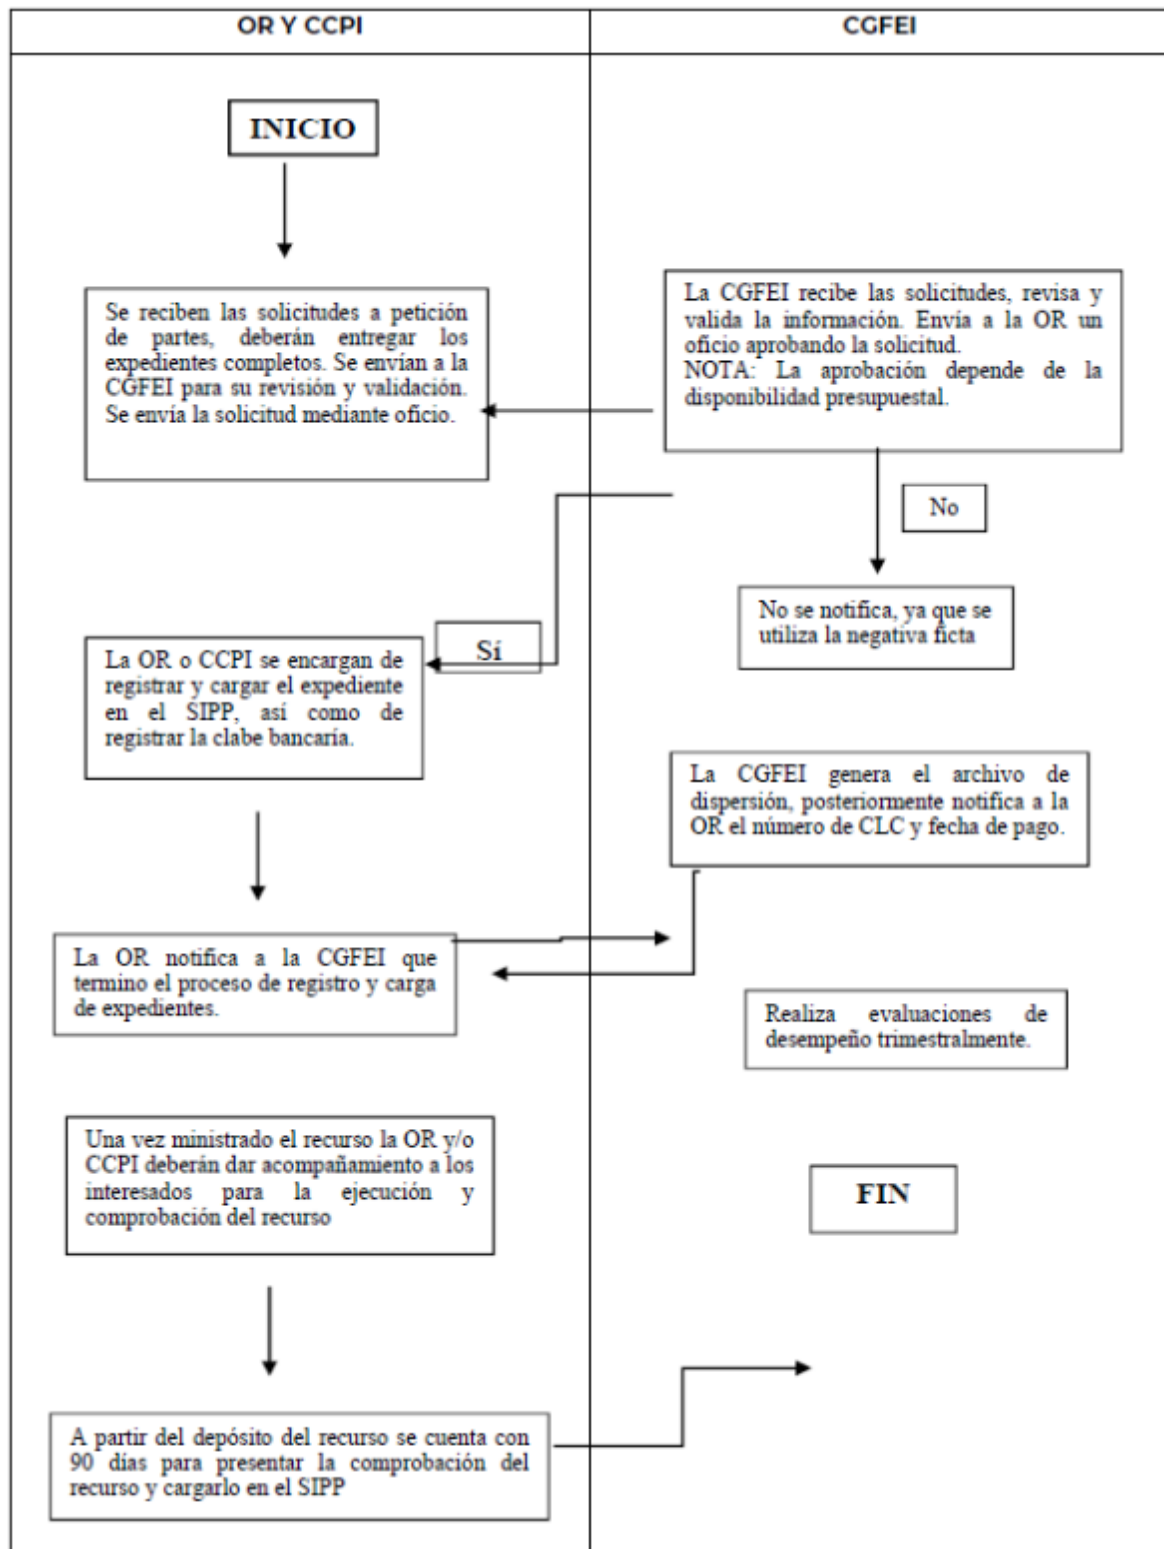 OR Y CCPI
CGFEI
INICIO
Se reciben las solicitudes a petición
de partes, deberán entregar los
expedientes completos. Se envían a la
CGFEI para su revisión y validación.
Se envía la solicitud mediante oficio.
La CGFEI recibe las solicitudes, revisa y
valida la información. Envía a la OR un
oficio aprobando la solicitud.
NOTA: La aprobación depende de la
disponibilidad presupuestal.
No
No se notifica, ya que se
utiliza la negativa ficta
Sí
La OR o CCPI se encargan de
registrar y cargar el expediente
en el SIPP, así como de
registrar la clabe bancaría.
La CGFEI genera el archivo de
dispersión, posteriormente notifica a la
OR el número de CLC y fecha de pago.
La OR notifica a la CGFEI que
termino el proceso de registro y carga
de expedientes.
Realiza evaluaciones de
desempeño trimestralmente.
Una vez ministrado el recurso la OR y/o
CCPI deberán dar acompañamiento a los
interesados para la ejecución y
comprobación del recurso
FIN
A partir del depósito del recurso se cuenta con
90 días para presentar la comprobación del
recurso y cargarlo en el SIPP